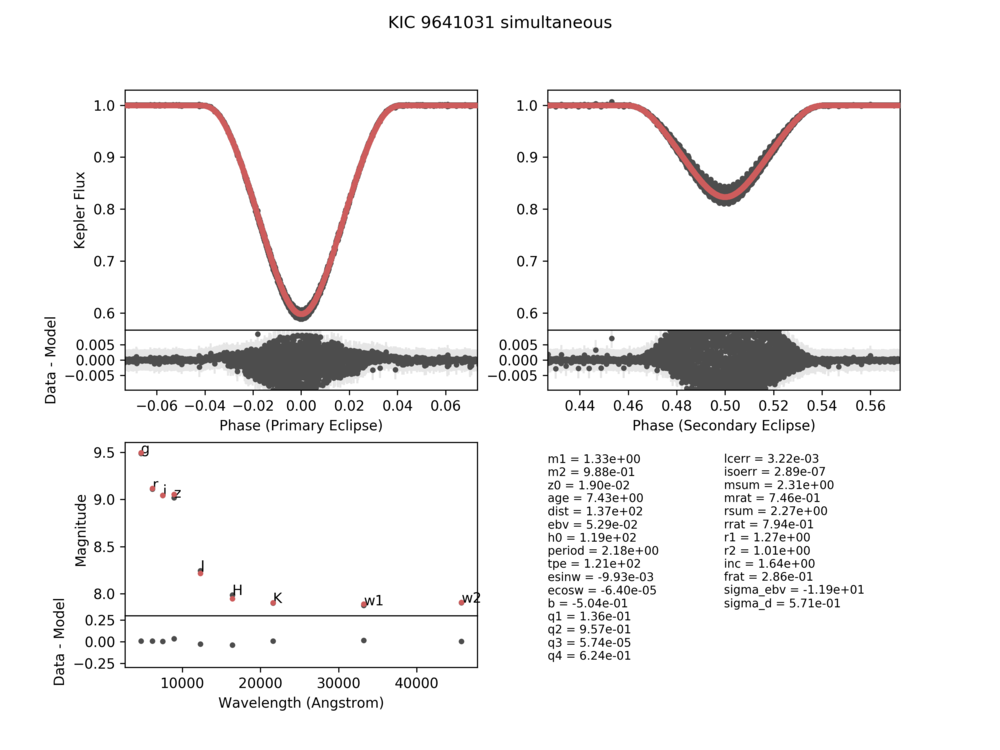 KIC 9641031 simultaneous
1.0
0.9
0.8
0.7
0.6
Kepler Flux
0.005
0.000
−0.005
Data - Model
−0.06 −0.04 −0.02 0.00 0.02 0.04 0.06
Phase (Primary Eclipse)
1.0
0.9
0.8
0.7
0.6
0.005
0.000
−0.005
0.44 0.46 0.48 0.50 0.52 0.54 0.56
Phase (Secondary Eclipse)
9.5
9.0
8.5
8.0
Magnitude
g
r
i
z
J
H
K
w1
w2
0.25
0.00
−0.25
Data - Model
10000 20000 30000 40000
Wavelength (Angstrom)
m1 = 1.33e+00
m2 = 9.88e-01
z0 = 1.90e-02
age = 7.43e+00
dist = 1.37e+02
ebv = 5.29e-02
h0 = 1.19e+02
period = 2.18e+00
tpe = 1.21e+02
esinw = -9.93e-03
ecosw = -6.40e-05
b = -5.04e-01
q1 = 1.36e-01
q2 = 9.57e-01
q3 = 5.74e-05
q4 = 6.24e-01
lcerr = 3.22e-03
isoerr = 2.89e-07
msum = 2.31e+00
mrat = 7.46e-01
rsum = 2.27e+00
rrat = 7.94e-01
r1 = 1.27e+00
r2 = 1.01e+00
inc = 1.64e+00
frat = 2.86e-01
sigma_ebv = -1.19e+01
sigma_d = 5.71e-01